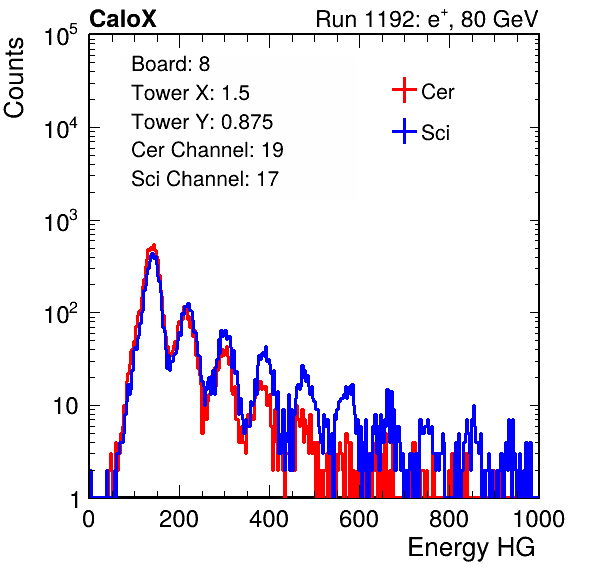 CaloX Run 1192: e⁺, 80 GeV
Board: 8
Tower X: 1.5
Tower Y: 0.875
Cer Channel: 19
Sci Channel: 17
Cer
Sci
Counts
10⁵
10⁴
10³
10²
10
1
0 200 400 600 800 1000
Energy HG